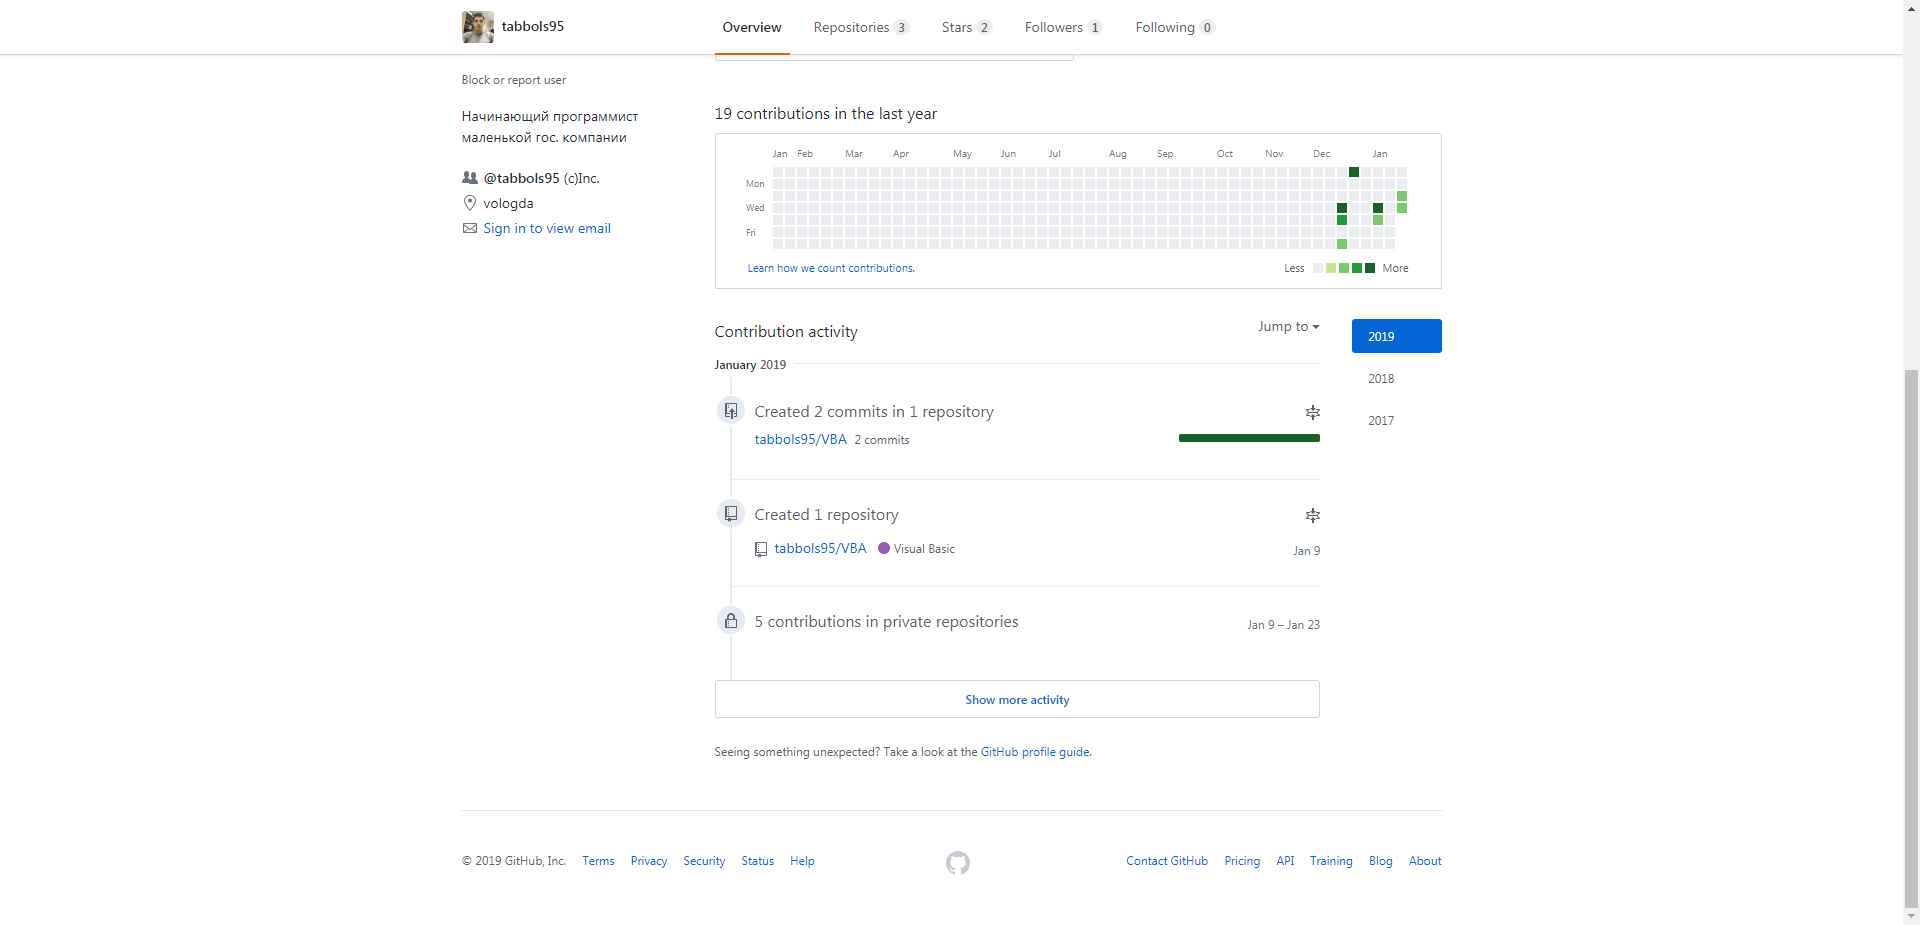 tabbols95
Overview Repositories 3 Stars 2 Followers 1 Following 0
Block or report user
Начинающий программист
маленькой гос. компании
@tabbols95 (c)Inc.
vologda
Sign in to view email
19 contributions in the last year
Jan Feb Mar Apr May Jun Jul Aug Sep Oct Nov Dec Jan
Mon
Wed
Fri
Learn how we count contributions.
Less More
Contribution activity
Jump to
2019
2018
2017
January 2019
Created 2 commits in 1 repository
tabbols95/VBA 2 commits
Created 1 repository
tabbols95/VBA Visual Basic Jan 9
5 contributions in private repositories Jan 9 – Jan 23
Show more activity
Seeing something unexpected? Take a look at the GitHub profile guide.
© 2019 GitHub, Inc. Terms Privacy Security Status Help Contact GitHub Pricing API Training Blog About